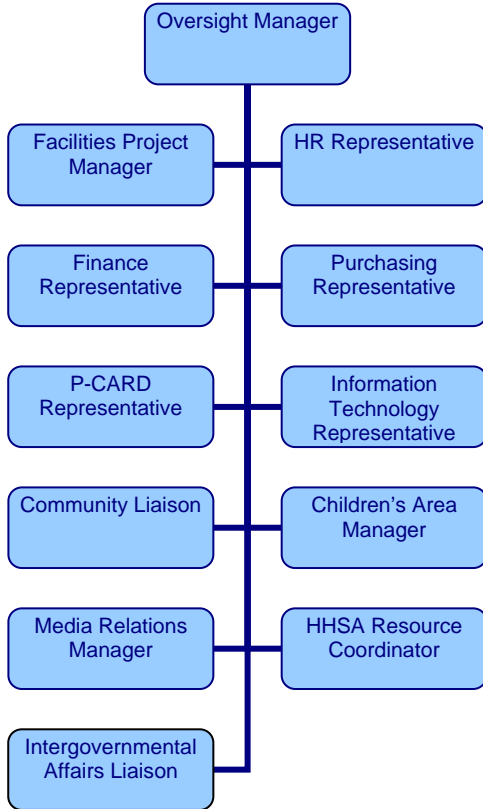 Oversight Manager
Facilities Project
Manager
HR Representative
Finance
Representative
Purchasing
Representative
P-CARD
Representative
Information
Technology
Representative
Community Liaison
Children's Area
Manager
Media Relations
Manager
HHSA Resource
Coordinator
Intergovernmental
Affairs Liaison